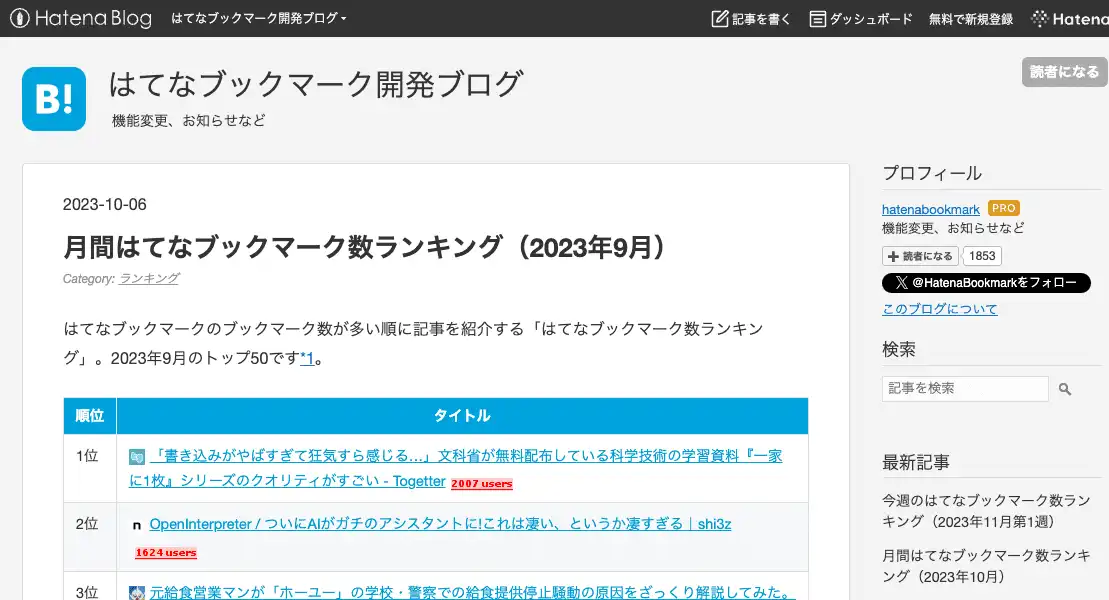 Hatena Blog はてなブックマーク開発ブログ 記事を書く ダッシュボード 無料で新規登録 Hatena
B! はてなブックマーク開発ブログ 読者になる
機能変更、お知らせなど
2023-10-06
月間はてなブックマーク数ランキング（2023年9月）
Category: ランキング
はてなブックマークのブックマーク数が多い順に記事を紹介する「はてなブックマーク数ランキン
グ」。2023年9月のトップ50です*1。
順位 タイトル
1位 「書き込みがやばすぎて狂気すら感じる…」文科省が無料配布している科学技術の学習資料『一家
に1枚』シリーズのクオリティがすごい - Togetter 2007 users
2位 n OpenInterpreter / ついにAIがガチのアシスタントに!これは凄い、というか凄すぎる｜shi3z
1624 users
3位 元給食営業マンが「ホーユー」の学校・警察での給食提供停止騒動の原因をざっくり解説してみた。
プロフィール
hatenabookmark PRO
機能変更、お知らせなど
読者になる 1853
X @HatenaBookmarkをフォロー
このブログについて
検索
記事を検索
最新記事
今週のはてなブックマーク数ラン
キング（2023年11月第1週）
月間はてなブックマーク数ランキ
ング（2023年10月）